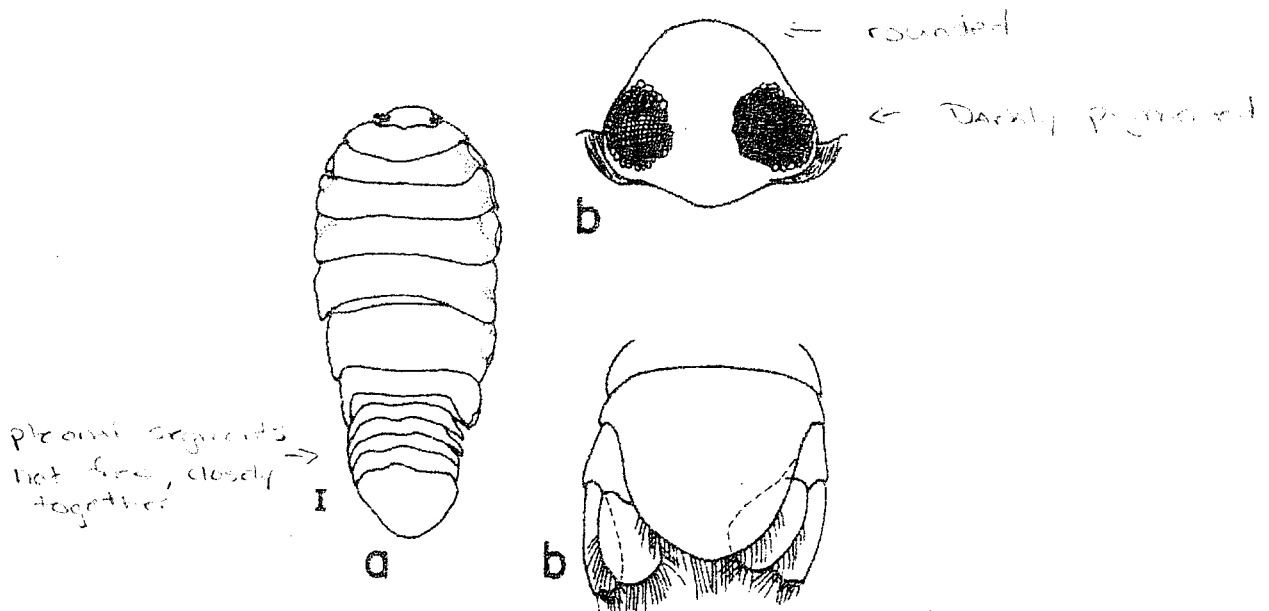 ← rounded
← Darkly pigmented
b
pleonal segments
not free, closely →
together
I
a
b